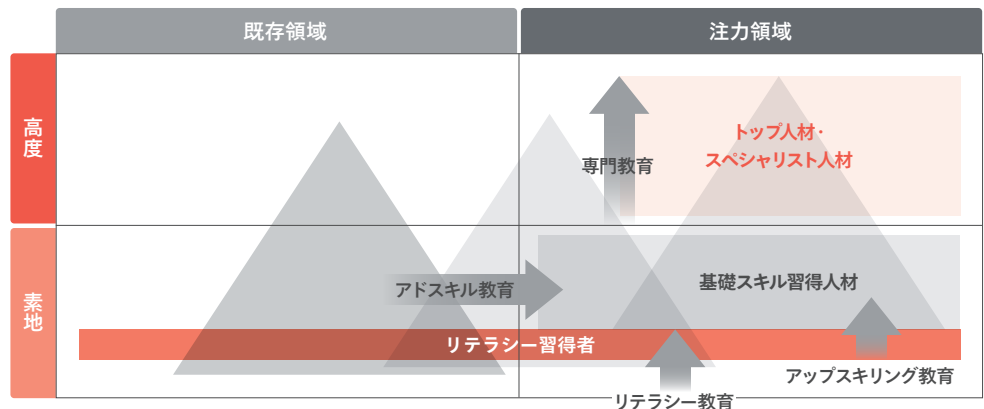 既存領域
注力領域
高度
トップ人材・
スペシャリスト人材
専門教育
素地
基礎スキル習得人材
アドスキル教育
リテラシー習得者
アップスキリング教育
リテラシー教育